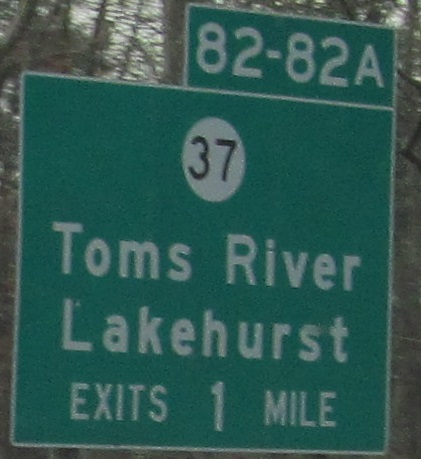 82-82A
37
Toms River
Lakehurst
EXITS 1 MILE